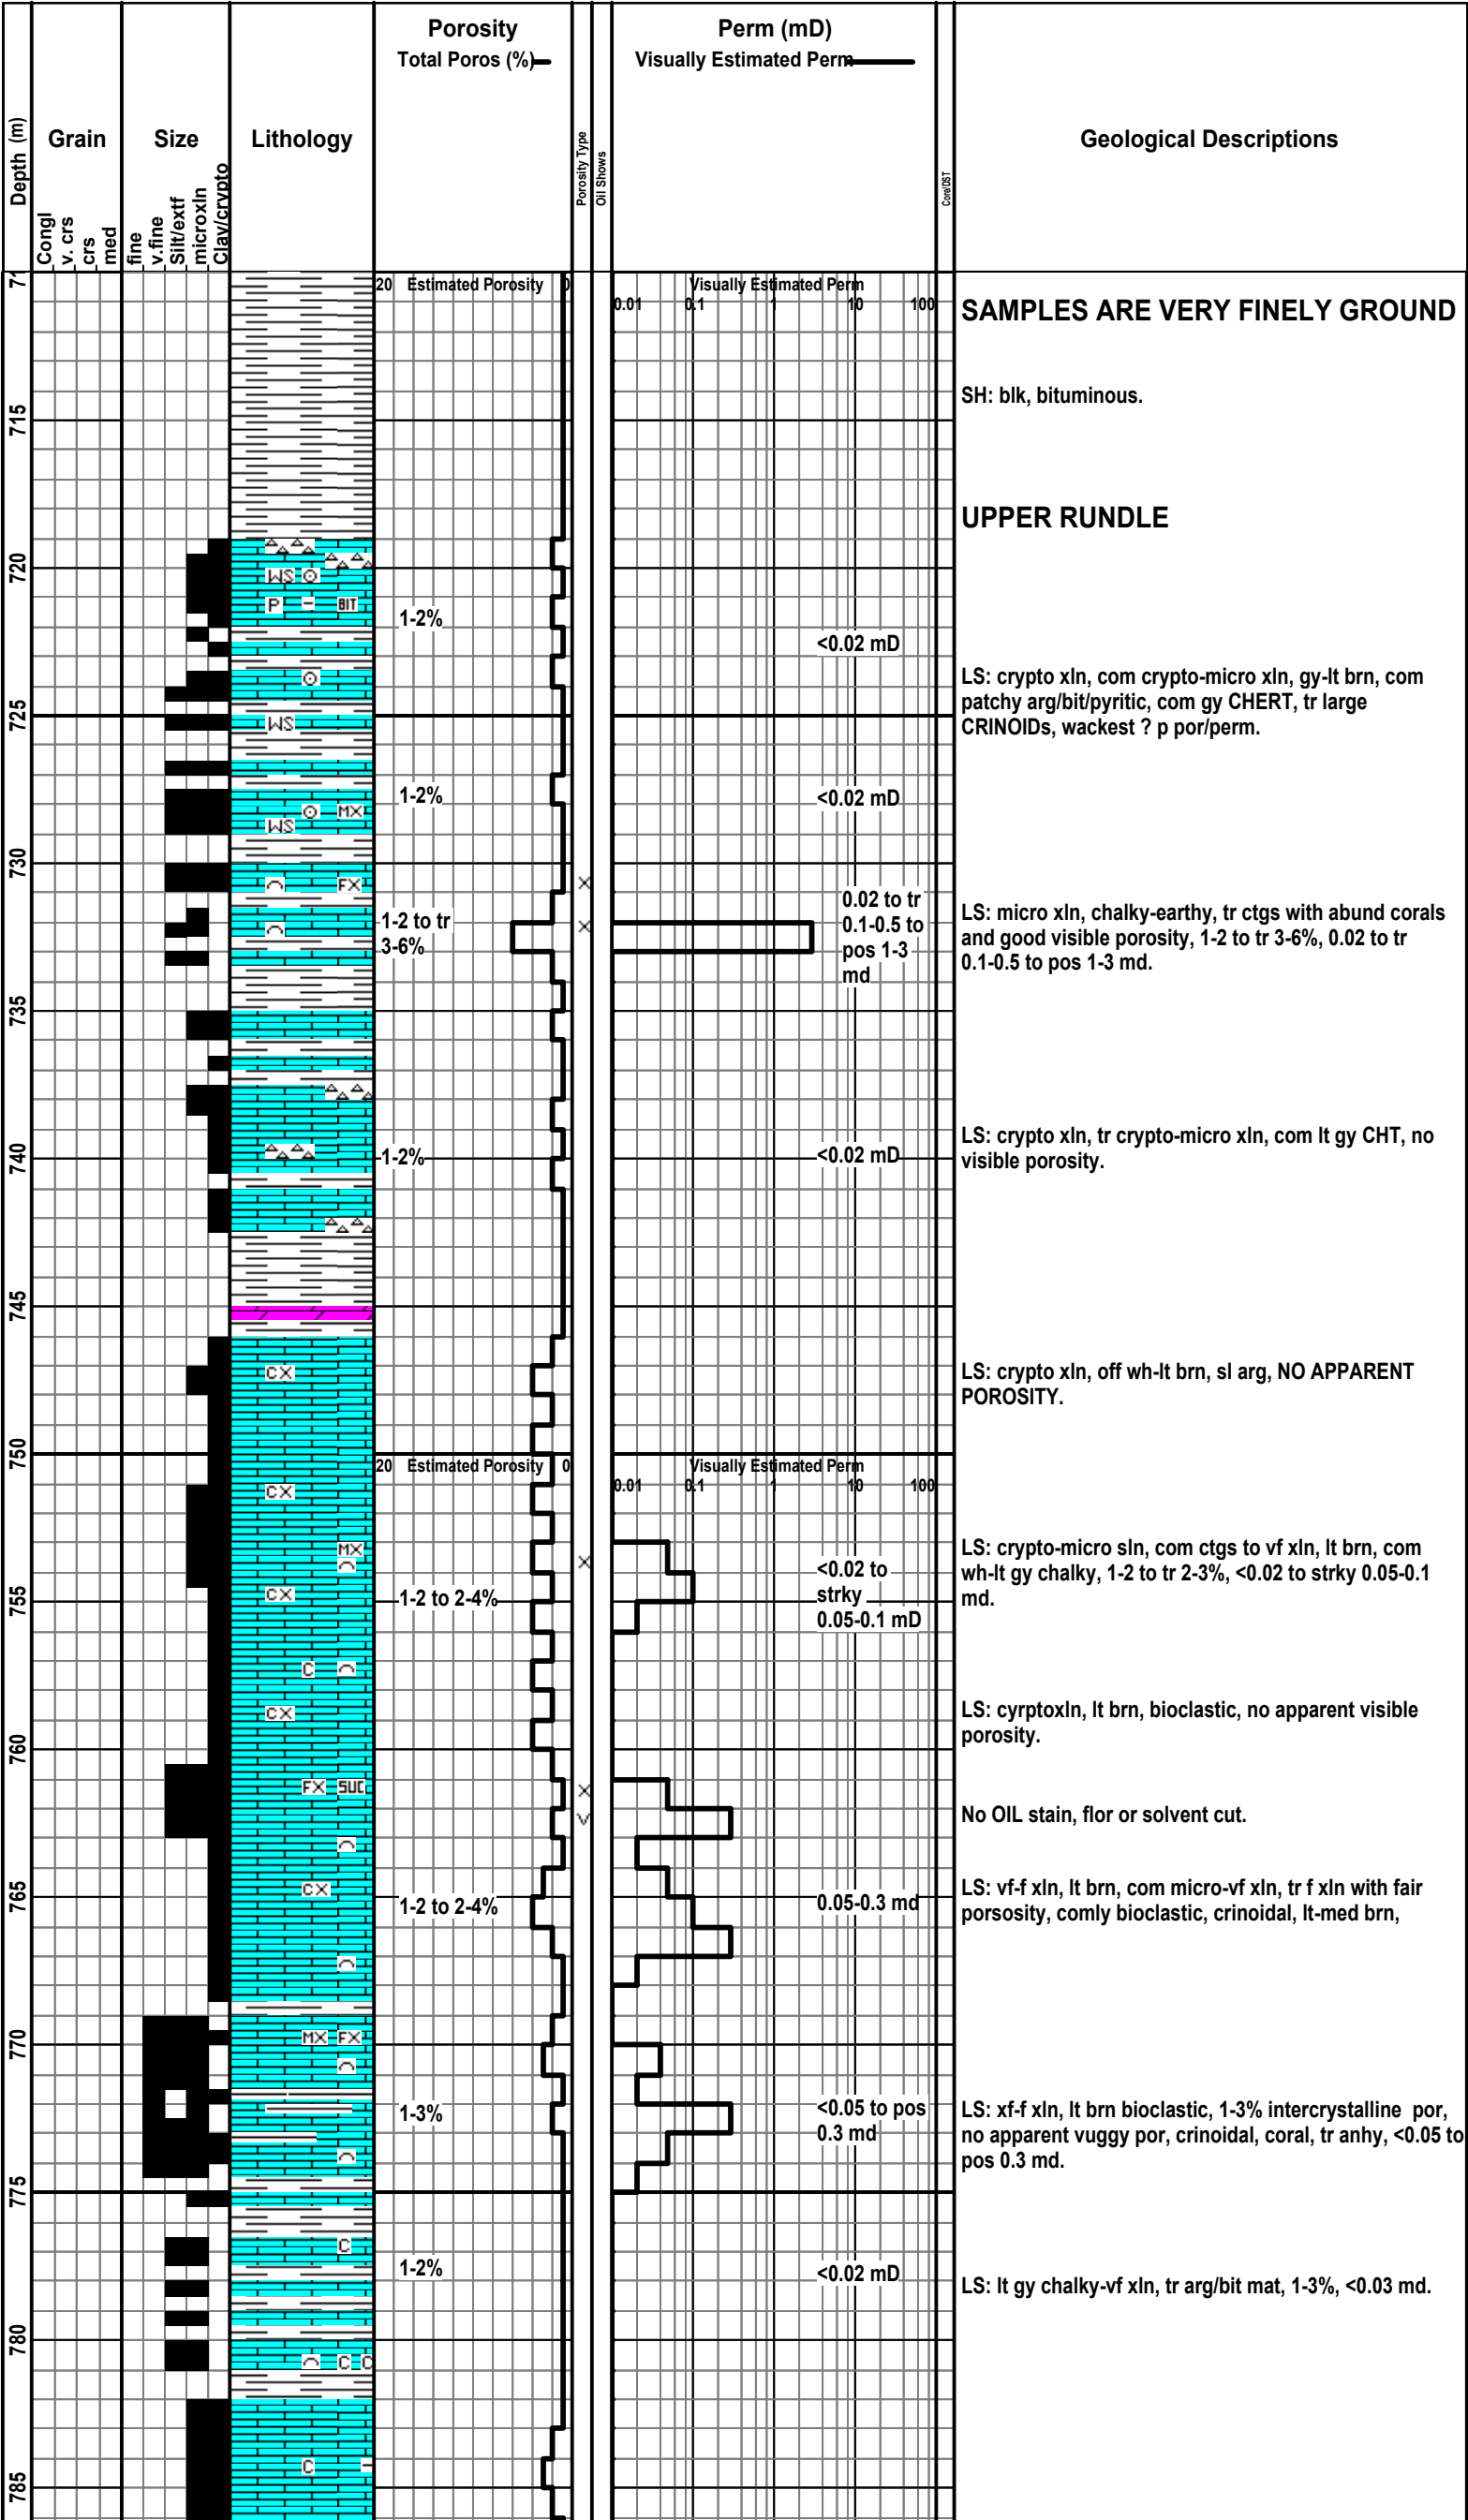 Porosity
Total Poros (%)
Perm (mD)
Visually Estimated Perm
Depth (m)
Grain
Size
Lithology
Porosity Type
Oil Shows
Core/DST
Geological Descriptions
Congl
v. crs
crs
med
fine
v.fine
Silt/extf
microxln
Clay/crypto
71
20 Estimated Porosity 0
Visually Estimated Perm
0.01 0.1 1 10 100
SAMPLES ARE VERY FINELY GROUND
SH: blk, bituminous.
715
UPPER RUNDLE
720
WS
P - BIT
1-2%
<0.02 mD
LS: crypto xln, com crypto-micro xln, gy-lt brn, com
patchy arg/bit/pyritic, com gy CHERT, tr large
CRINOIDs, wackest ? p por/perm.
725
WS
1-2%
<0.02 mD
MX
WS
730
FX
X
X
1-2 to tr
3-6%
0.02 to tr
0.1-0.5 to
pos 1-3
md
LS: micro xln, chalky-earthy, tr ctgs with abund corals
and good visible porosity, 1-2 to tr 3-6%, 0.02 to tr
0.1-0.5 to pos 1-3 md.
735
740
1-2%
<0.02 mD
LS: crypto xln, tr crypto-micro xln, com lt gy CHT, no
visible porosity.
745
CX
LS: crypto xln, off wh-lt brn, sl arg, NO APPARENT
POROSITY.
750
20 Estimated Porosity 0
Visually Estimated Perm
0.01 0.1 1 10 100
CX
MX
X
CX
755
1-2 to 2-4%
<0.02 to
strky
0.05-0.1 mD
LS: crypto-micro sln, com ctgs to vf xln, lt brn, com
wh-lt gy chalky, 1-2 to tr 2-3%, <0.02 to strky 0.05-0.1
md.
C
CX
LS: cyrptoxln, lt brn, bioclastic, no apparent visible
porosity.
760
FX SUC
X
V
No OIL stain, flor or solvent cut.
CX
765
1-2 to 2-4%
0.05-0.3 md
LS: vf-f xln, lt brn, com micro-vf xln, tr f xln with fair
porsosity, comly bioclastic, crinoidal, lt-med brn,
770
MX FX
1-3%
<0.05 to pos
0.3 md
LS: xf-f xln, lt brn bioclastic, 1-3% intercrystalline por,
no apparent vuggy por, crinoidal, coral, tr anhy, <0.05 to
pos 0.3 md.
775
C
1-2%
<0.02 mD
LS: lt gy chalky-vf xln, tr arg/bit mat, 1-3%, <0.03 md.
780
C C
C -
785